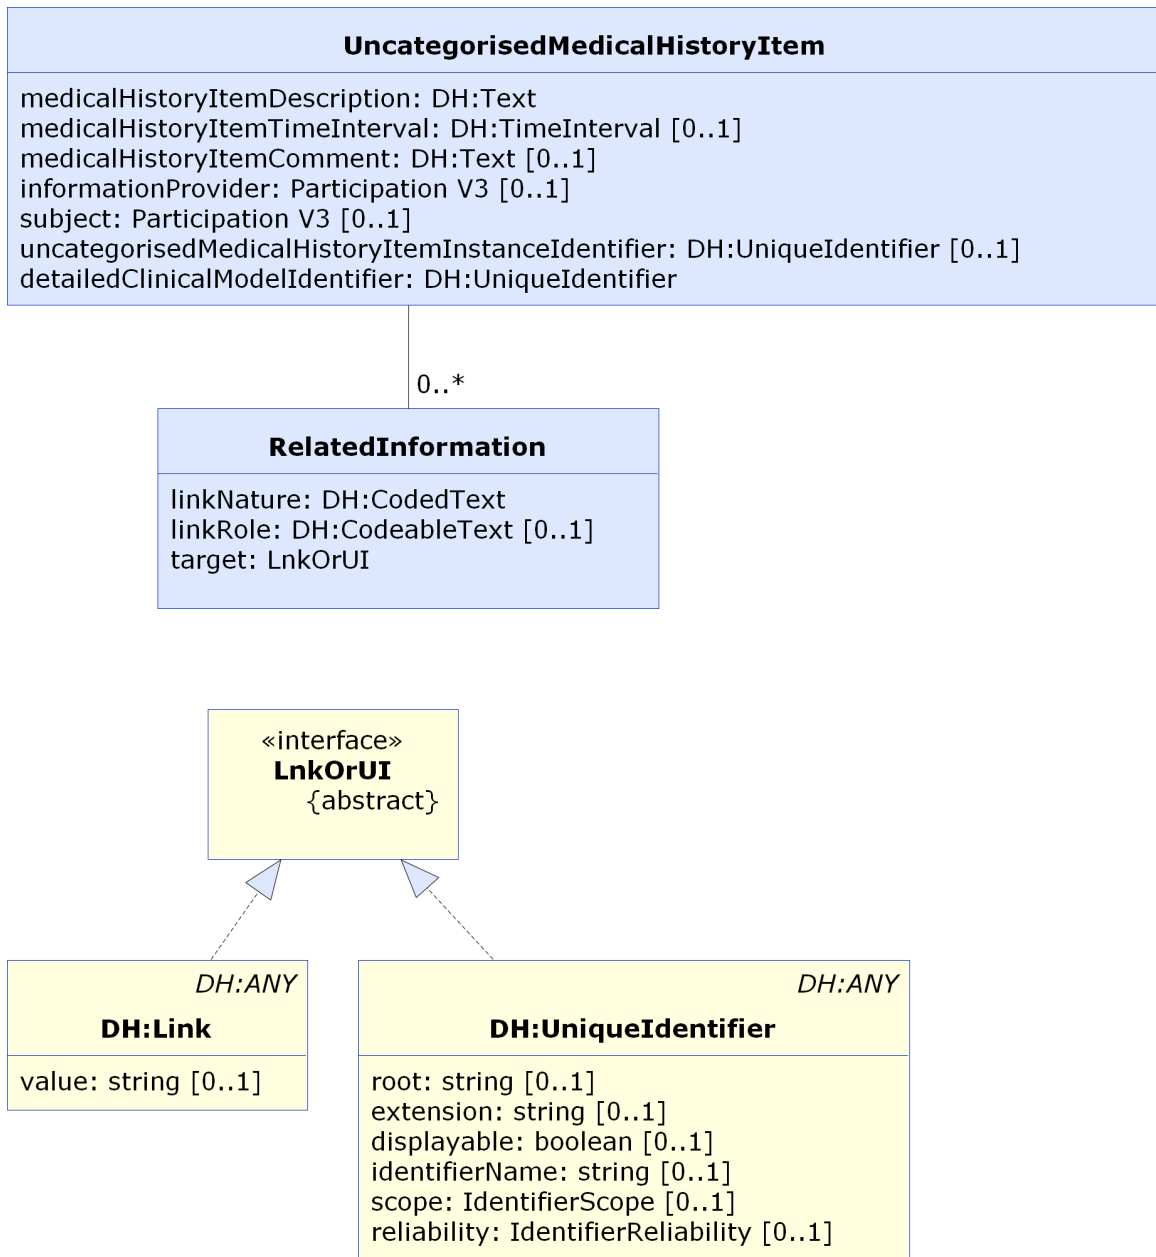 UncategorisedMedicalHistoryItem
medicalHistoryItemDescription: DH:Text
medicalHistoryItemTimeInterval: DH:TimeInterval [0..1]
medicalHistoryItemComment: DH:Text [0..1]
informationProvider: Participation V3 [0..1]
subject: Participation V3 [0..1]
uncategorisedMedicalHistoryItemInstanceIdentifier: DH:UniqueIdentifier [0..1]
detailedClinicalModelIdentifier: DH:UniqueIdentifier
0..*
RelatedInformation
linkNature: DH:CodedText
linkRole: DH:CodeableText [0..1]
target: LnkOrUI
«interface»
LnkOrUI
{abstract}
DH:ANY
DH:Link
value: string [0..1]
DH:ANY
DH:UniqueIdentifier
root: string [0..1]
extension: string [0..1]
displayable: boolean [0..1]
identifierName: string [0..1]
scope: IdentifierScope [0..1]
reliability: IdentifierReliability [0..1]